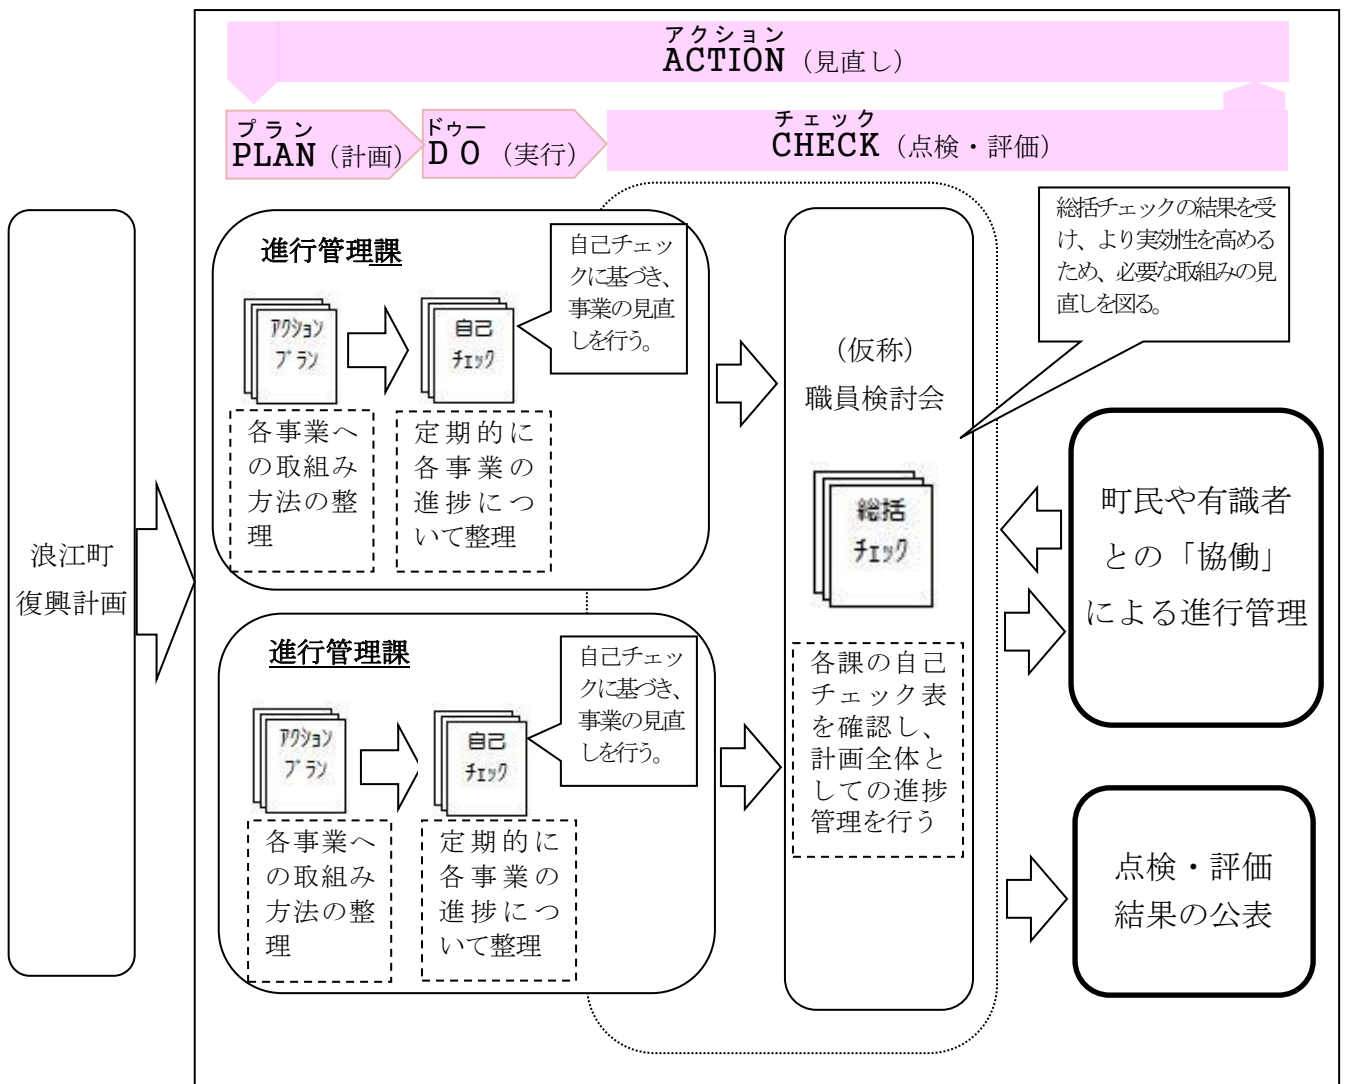 アクション
ACTION（見直し）
プラン
PLAN（計画）
ドゥー
DO（実行）
チェック
CHECK（点検・評価）
浪江町
復興計画
進行管理課
アクション
プラン
自己
チェック
自己チェッ
クに基づき、
事業の見直
しを行う。
各事業へ
の取組み
方法の整
理
定期的に
各事業の
進捗につ
いて整理
進行管理課
アクション
プラン
自己
チェック
自己チェッ
クに基づき、
事業の見直
しを行う。
各事業へ
の取組み
方法の整
理
定期的に
各事業の
進捗につ
いて整理
（仮称）
職員検討会
総括
チェック
各課の自己
チェック表
を確認し、
計画全体と
しての進捗
管理を行う
総括チェックの結果を受
け、より実効性を高める
ため、必要な取組みの見
直しを図る。
町民や有識者
との「協働」
による進行管理
点検・評価
結果の公表